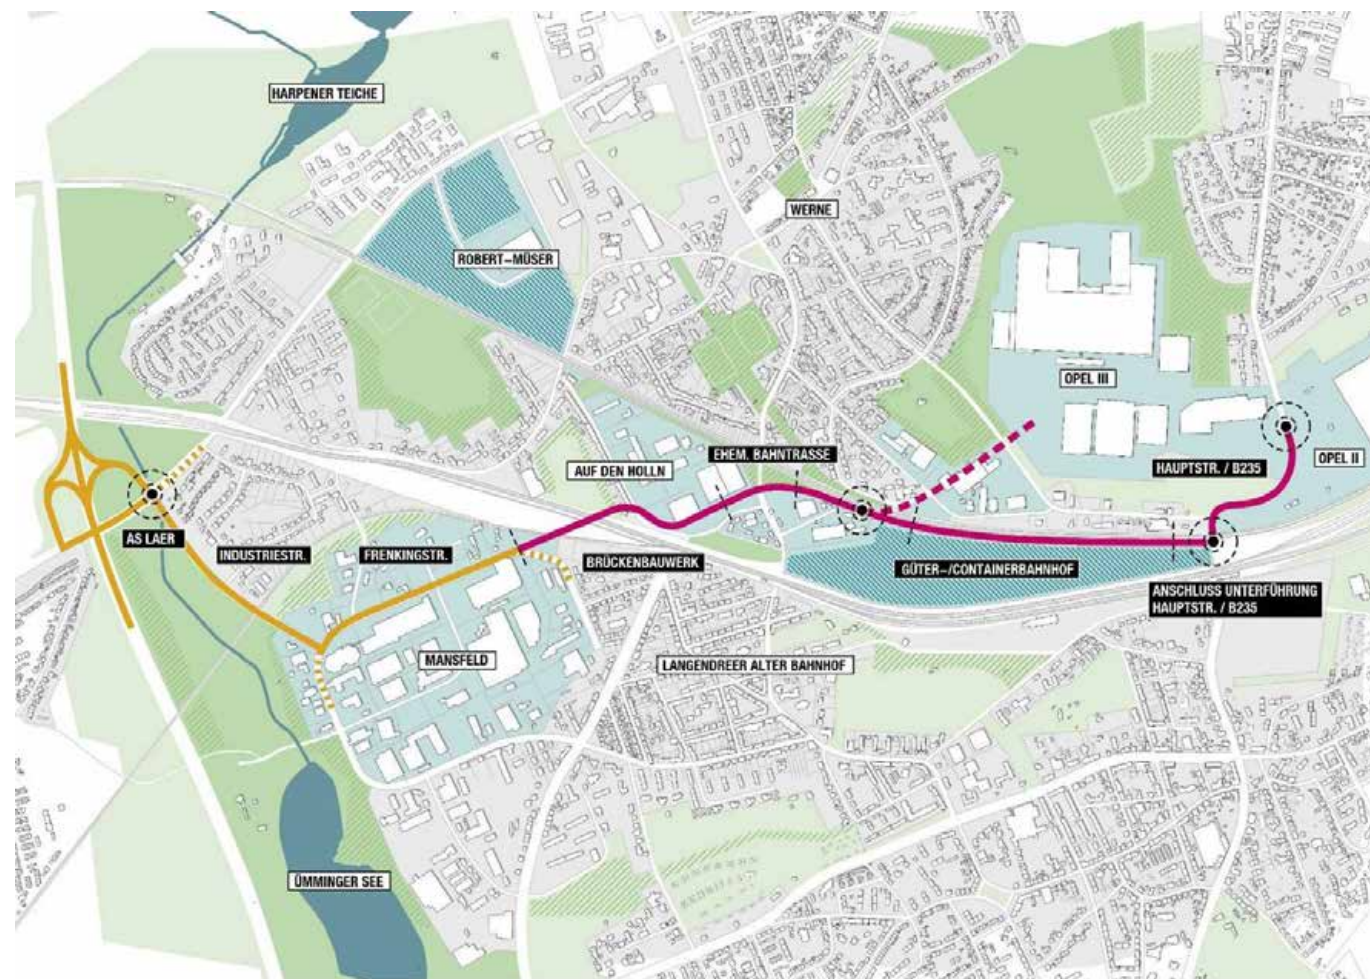 HARPENER TEICHE
WERNE
ROBERT–MÜSER
OPEL III
EHEM. BAHNTRASSE
OPEL II
AUF DEN HOLLN
HAUPTSTR. / B235
AS LAER
INDUSTRIESTR.
FRENKINGSTR.
BRÜCKENBAUWERK
GÜTER–/CONTAINERBAHNHOF
ANSCHLUSS UNTERFÜHRUNG
HAUPTSTR. / B235
MANSFELD
LANGENDREER ALTER BAHNHOF
ÜMMINGER SEE